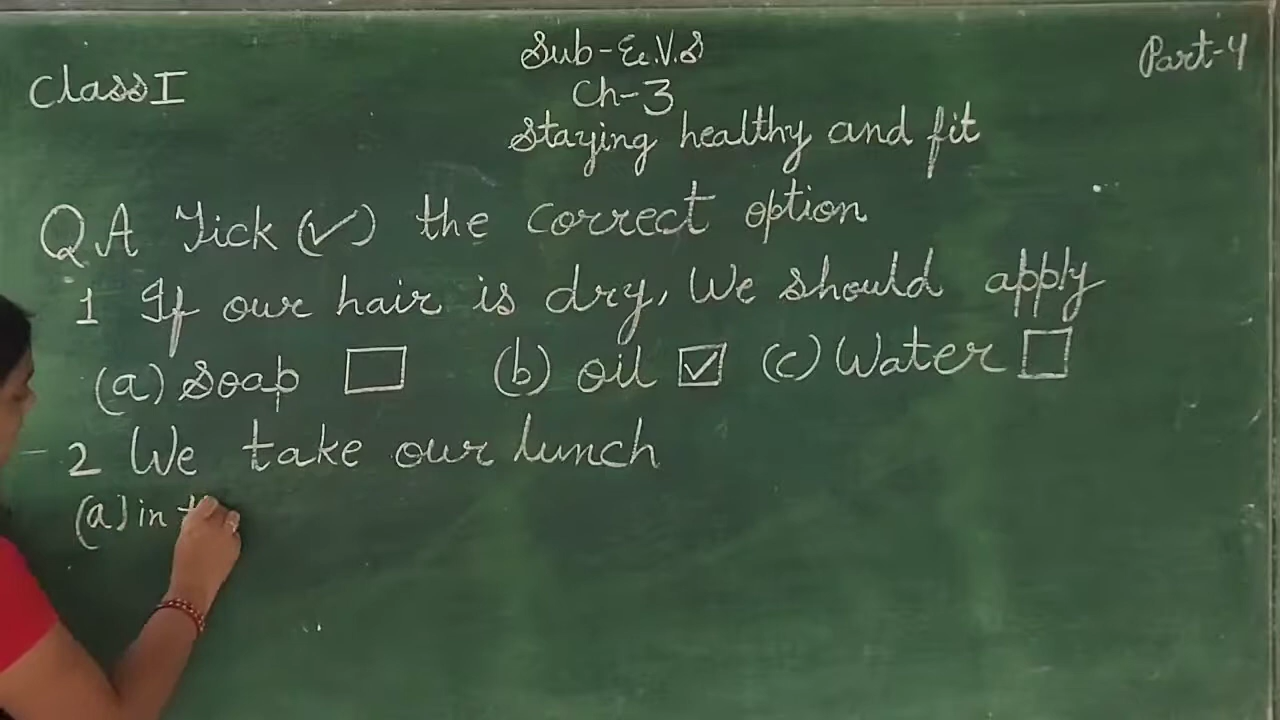 Sub-E.V.S
Part-4
Class I
Ch-3
Staying healthy and fit
Q A Tick (✓) the correct option
1 If our hair is dry, We should apply
(a) Soap ☐ (b) oil ☑ (c) Water ☐
2 We take our lunch
(a) in